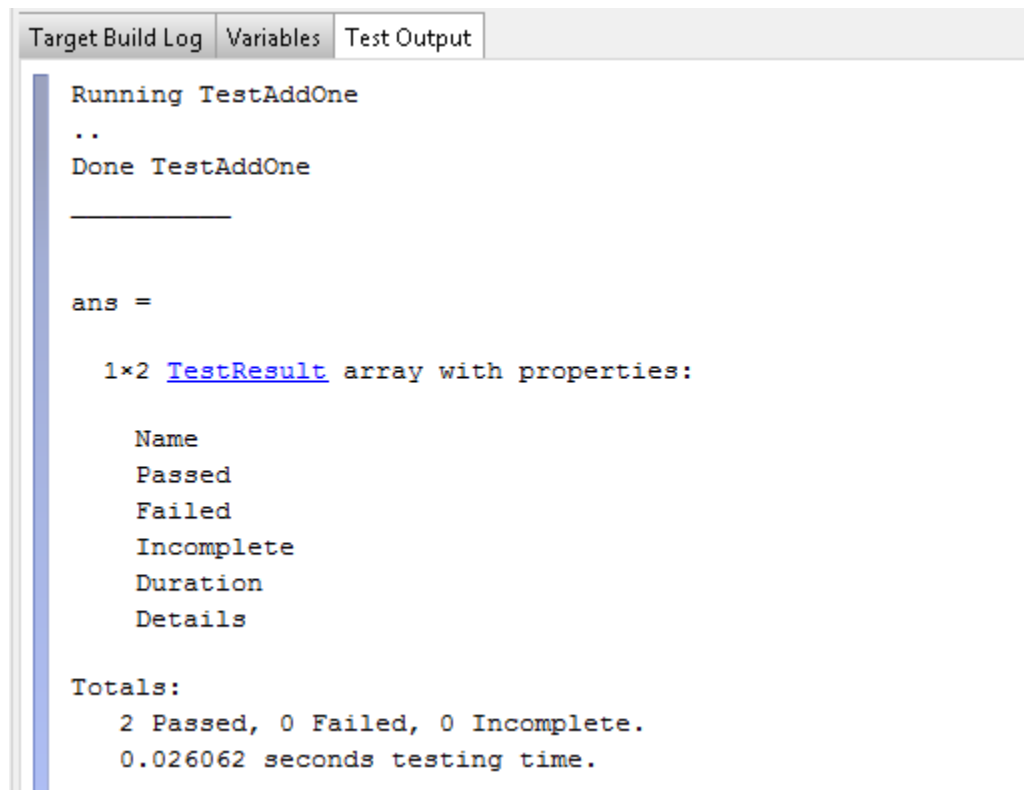 Target Build Log Variables Test Output
Running TestAddOne
..
Done TestAddOne
__________
ans =
1×2 TestResult array with properties:
Name
Passed
Failed
Incomplete
Duration
Details
Totals:
2 Passed, 0 Failed, 0 Incomplete.
0.026062 seconds testing time.